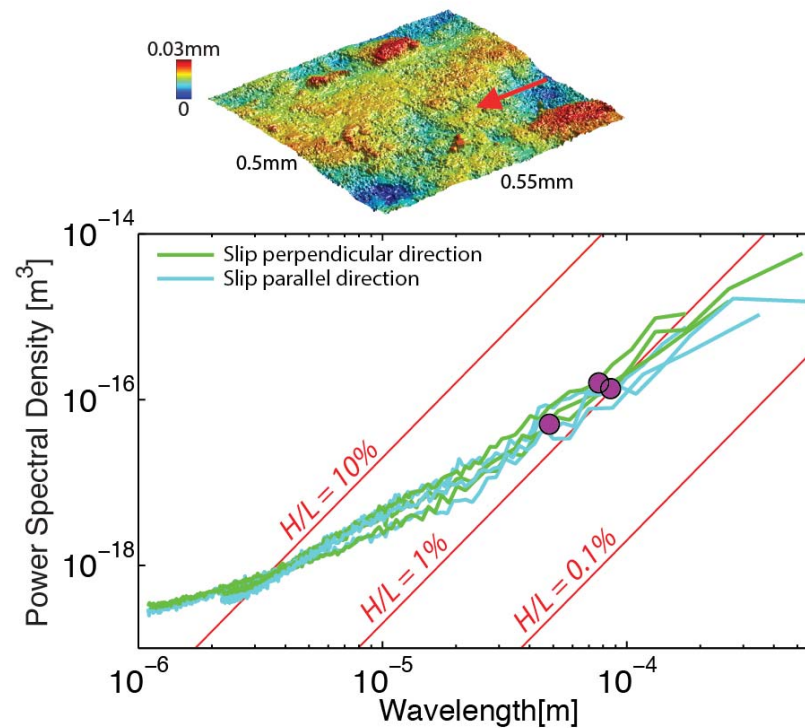 0.03mm
0
0.5mm
0.55mm
10⁻¹⁴
Slip perpendicular direction
Slip parallel direction
10⁻¹⁶
10⁻¹⁸
Power Spectral Density [m³]
H/L = 10%
H/L = 1%
H/L = 0.1%
10⁻⁶
10⁻⁵
10⁻⁴
Wavelength[m]